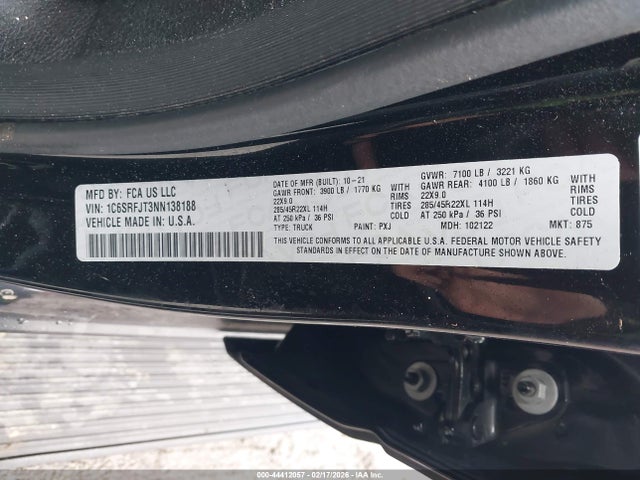 MFD BY: FCA US LLC
VIN: 1C6SRFJT3NN138188
VEHICLE MADE IN: U.S.A.
DATE OF MFR (BUILT): 10-21
GAWR FRONT: 3900 LB / 1770 KG
22X9.0
285/45R22XL 114H
AT 250 kPa / 36 PSI
TYPE: TRUCK
WITH
TIRES
RIMS
TIRES
PAINT: PXJ
GVWR: 7100 LB / 3221 KG
GAWR REAR: 4100 LB / 1860 KG
22X9.0
285/45R22XL 114H
AT 250 kPa / 36 PSI
MDH: 102122
WITH
TIRES
RIMS
TIRES
MKT: 875
THIS VEHICLE CONFORMS TO ALL APPLICABLE U.S.A. FEDERAL MOTOR VEHICLE SAFETY
STANDARDS IN EFFECT ON THE DATE OF MANUFACTURE SHOWN ABOVE.
000-44412057 - 02/17/2026 - IAAI.COM